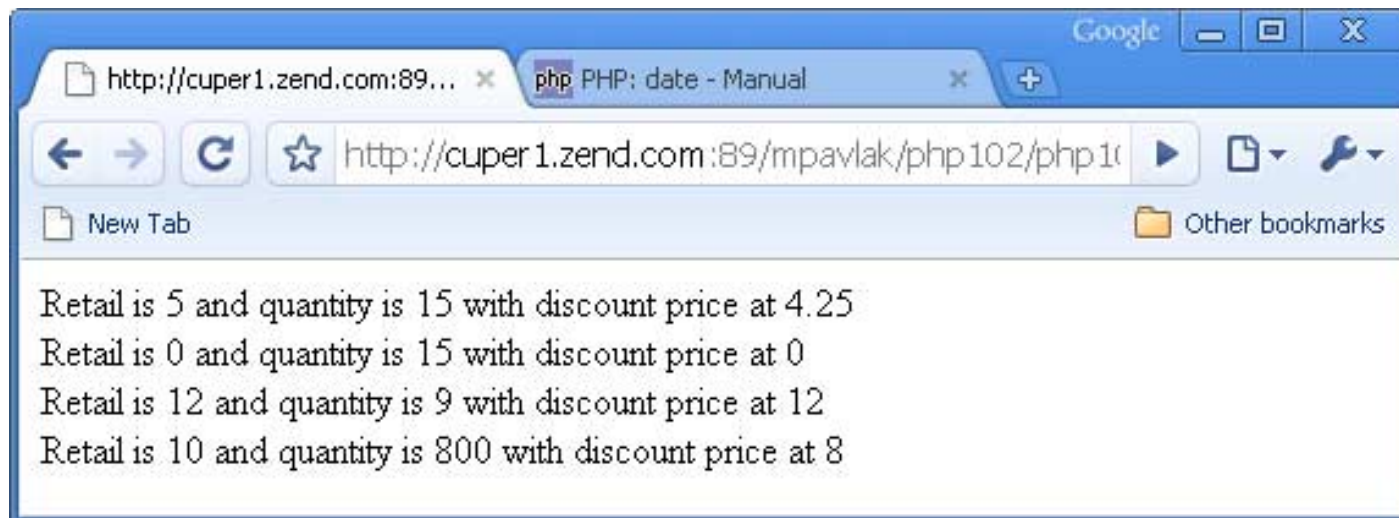 Google
http://cuper1.zend.com:89...
php PHP: date - Manual
http://cuper1.zend.com:89/mpavlak/php102/php1(
New Tab
Other bookmarks
Retail is 5 and quantity is 15 with discount price at 4.25
Retail is 0 and quantity is 15 with discount price at 0
Retail is 12 and quantity is 9 with discount price at 12
Retail is 10 and quantity is 800 with discount price at 8